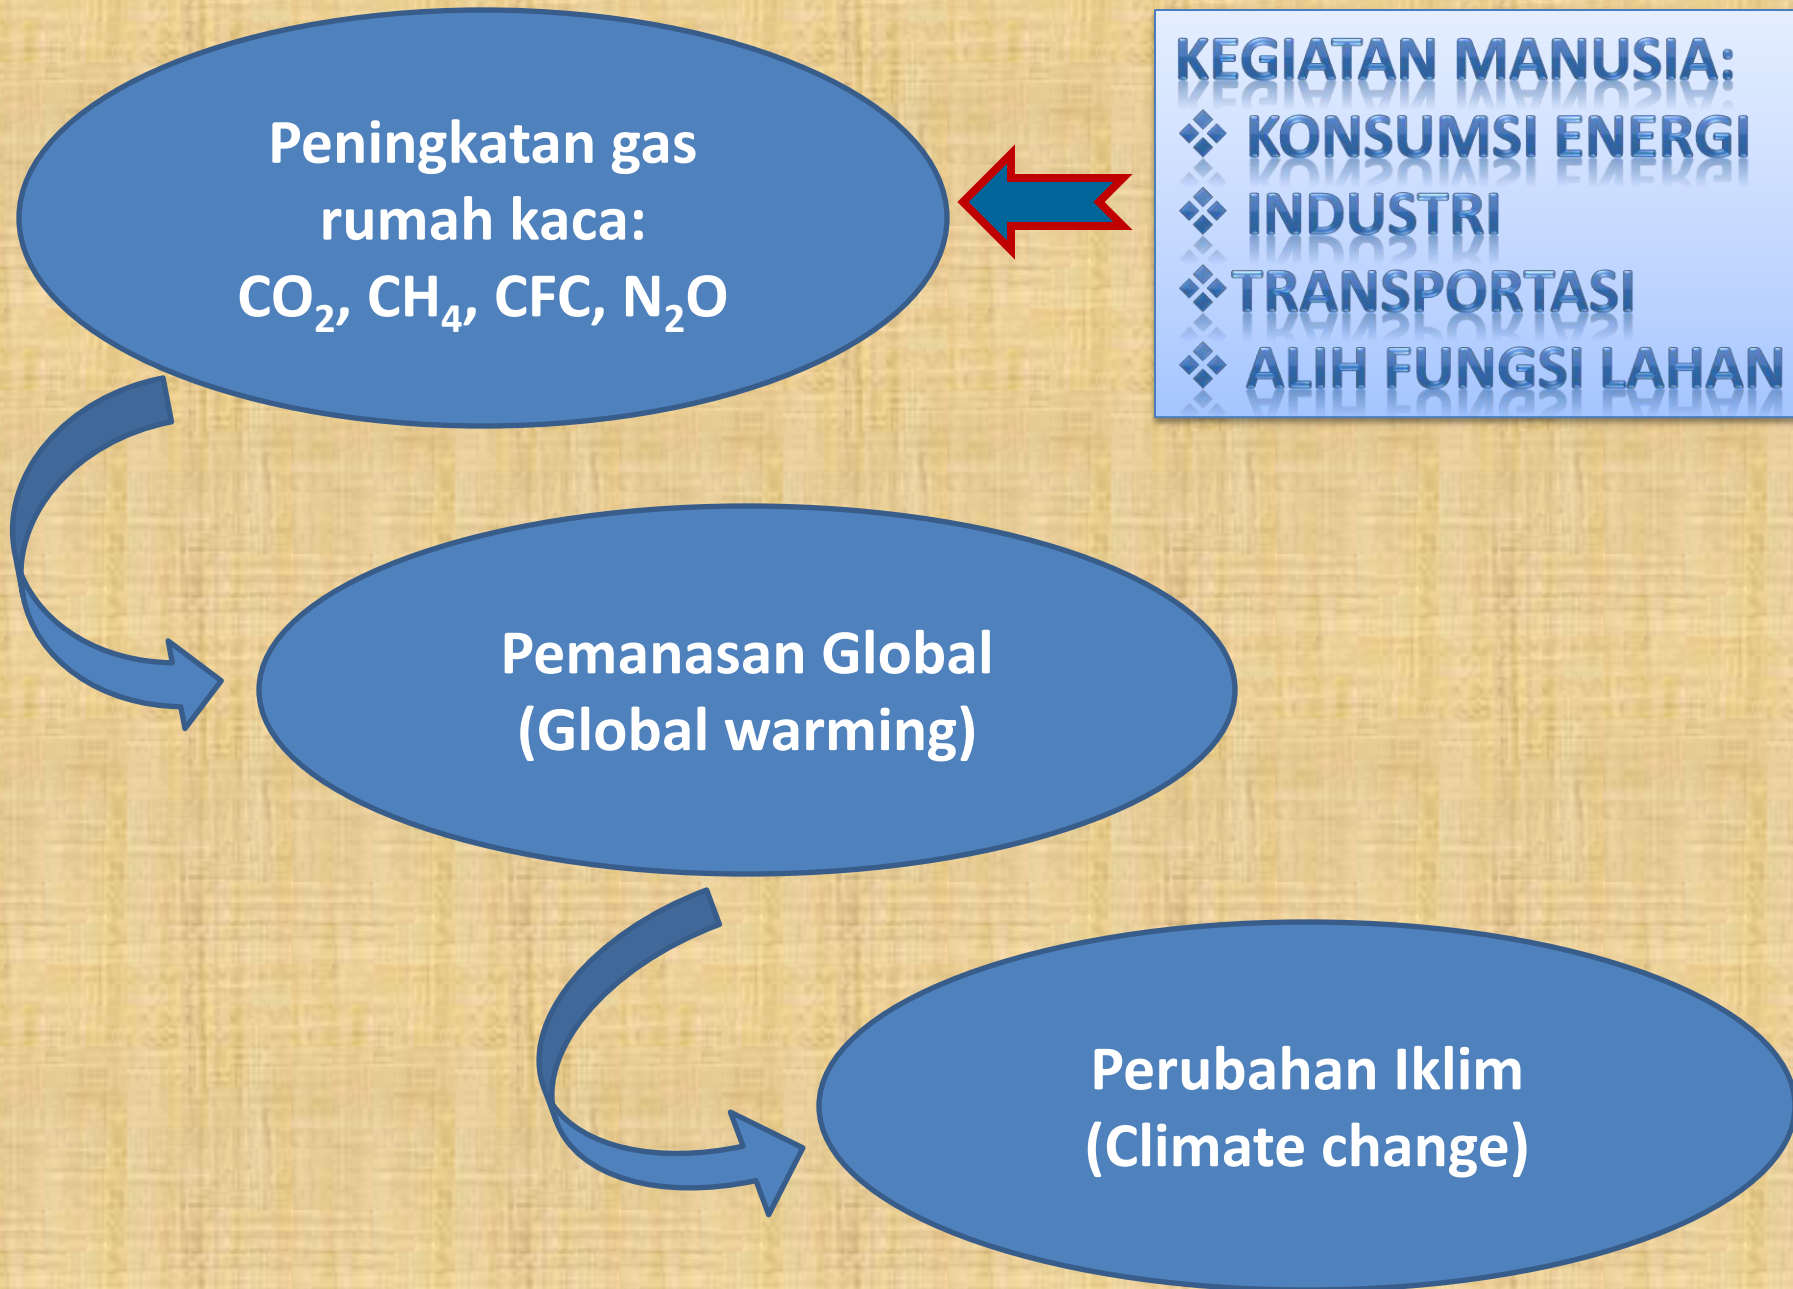 Peningkatan gas
rumah kaca:
CO₂, CH₄, CFC, N₂O
KEGIATAN MANUSIA:
❖ KONSUMSI ENERGI
❖ INDUSTRI
❖TRANSPORTASI
❖ ALIH FUNGSI LAHAN
Pemanasan Global
(Global warming)
Perubahan Iklim
(Climate change)